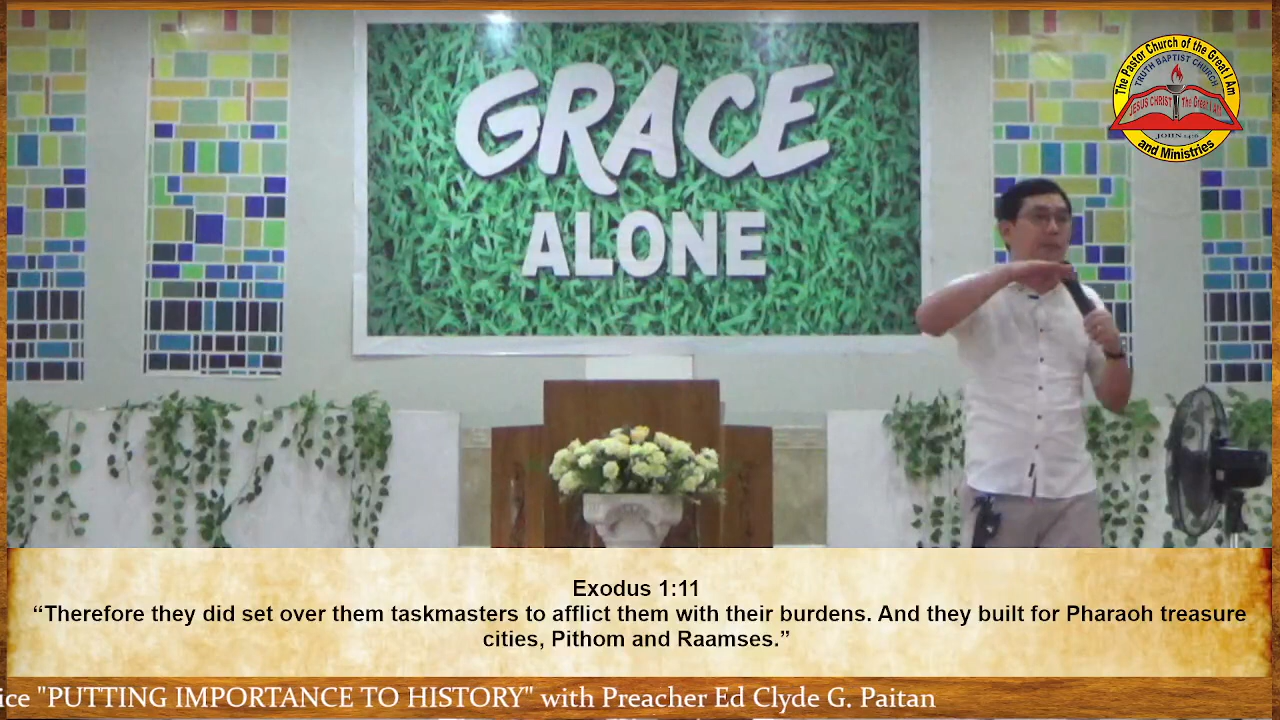 GRACE
ALONE
The Pastor Church of the Great I Am
TRUTH BAPTIST CHURCH
JESUS CHRIST The Great I Am
JOHN
and Ministries
Exodus 1:11
“Therefore they did set over them taskmasters to afflict them with their burdens. And they built for Pharaoh treasure
cities, Pithom and Raamses.”
ice "PUTTING IMPORTANCE TO HISTORY" with Preacher Ed Clyde G. Paitan